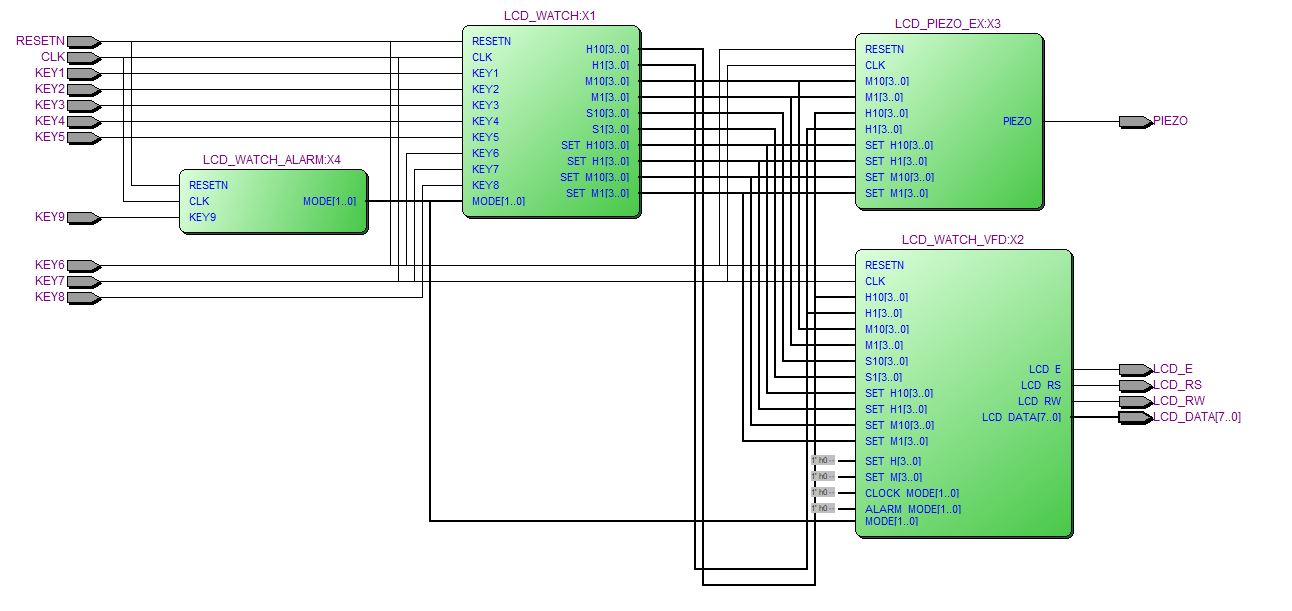 LCD_WATCH:X1
RESETN
CLK
KEY1
KEY2
KEY3
KEY4
KEY5
KEY6
KEY7
KEY8
MODE[1..0]
H10[3..0]
H1[3..0]
M10[3..0]
M1[3..0]
S10[3..0]
S1[3..0]
SET H10[3..0]
SET H1[3..0]
SET M10[3..0]
SET M1[3..0]
RESETN
CLK
KEY1
KEY2
KEY3
KEY4
KEY5
KEY9
KEY6
KEY7
KEY8
LCD_WATCH_ALARM:X4
RESETN
CLK
KEY9
MODE[1..0]
LCD_PIEZO_EX:X3
RESETN
CLK
M10[3..0]
M1[3..0]
H10[3..0]
H1[3..0]
SET H10[3..0]
SET H1[3..0]
SET M10[3..0]
SET M1[3..0]
PIEZO
PIEZO
LCD_WATCH_VFD:X2
RESETN
CLK
H10[3..0]
H1[3..0]
M10[3..0]
M1[3..0]
S10[3..0]
S1[3..0]
SET H10[3..0]
SET H1[3..0]
SET M10[3..0]
SET M1[3..0]
SET H[3..0]
SET M[3..0]
CLOCK MODE[1..0]
ALARM MODE[1..0]
MODE[1..0]
LCD E
LCD RS
LCD RW
LCD DATA[7..0]
LCD_E
LCD_RS
LCD_RW
LCD_DATA[7..0]